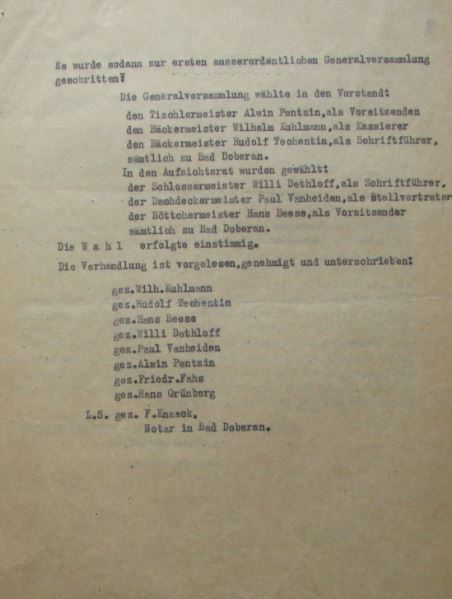 Es wurde sodann zur ersten ausserordentlichen Generalversammlung
geschritten:
Die Generalversammlung wählte in den Vorstand:
den Tischlermeister Alwin Pentzin,als Vorsitzenden
den Bäckermeister Wilhelm Kuhlmann,als Kassierer
den Bäckermeister Rudolf Techentin,als Schriftführer,
sämtlich zu Bad Doberan.
In den Aufsichtsrat wurden gewählt:
der Schlossermeister Willi Dethloff,als Schriftführer,
der Dachdeckermeister Paul Vanheiden,als Stellvertreter
der Böttchermeister Hans Beese,als Vorsitzender
sämtlich zu Bad Doberan.
Die W a h l erfolgte einstimmig.
Die Verhandlung ist vorgelesen,genehmigt und unterschrieben:
gez.Wilh.Kuhlmann
gez.Rudolf Techentin
gez.Hans Beese
gez.Willi Dethloff
gez.Paul Vanheiden
gez.Alwin Pentzin
gez.Friedr.Fahs
gez.Hans Grünberg
L.S. gez. F.Knaack.
Notar in Bad Doberan.